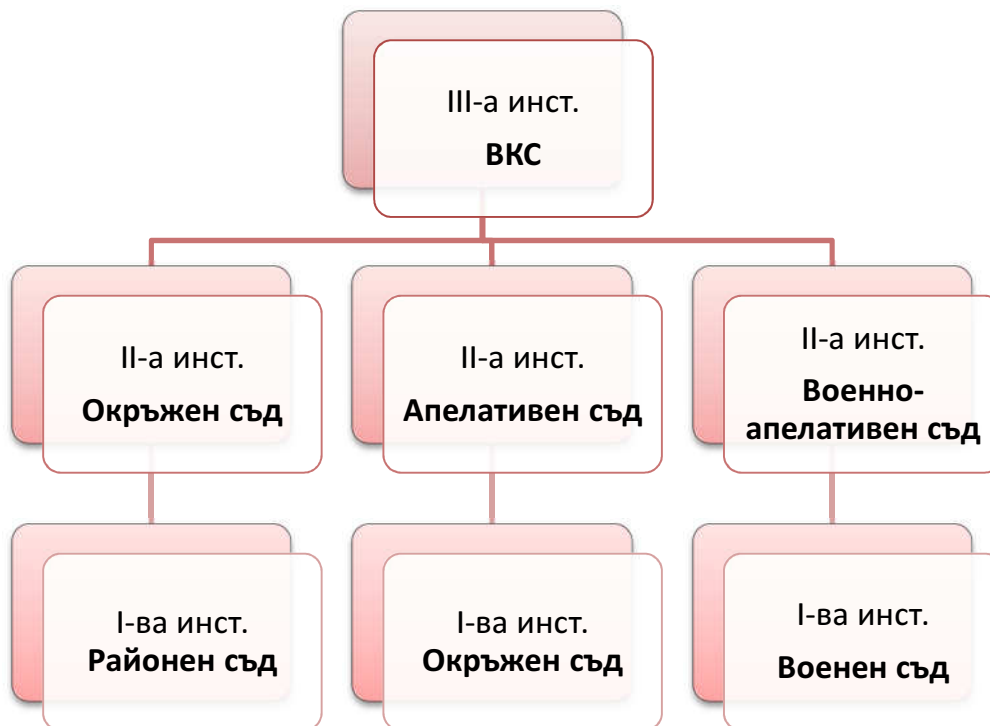 III-а инст.
ВКС
II-а инст.
Окръжен съд
II-а инст.
Апелативен съд
II-а инст.
Военно-
апелативен съд
I-ва инст.
Районен съд
I-ва инст.
Окръжен съд
I-ва инст.
Военен съд